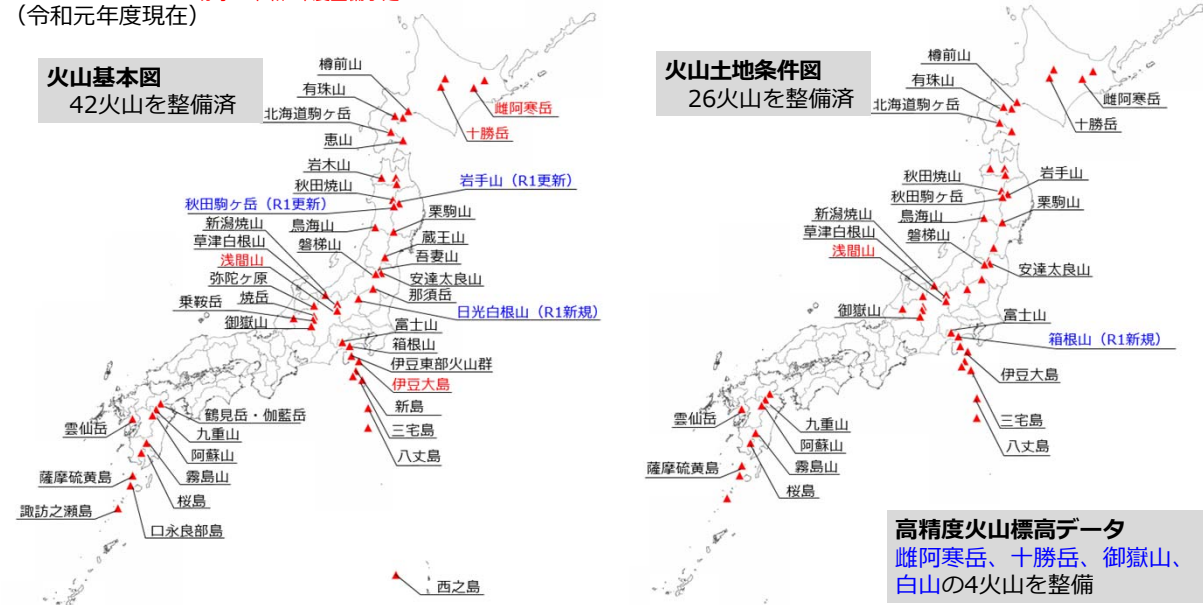 （令和元年度現在）
火山基本図
42火山を整備済
樽前山
有珠山
北海道駒ヶ岳
恵山
雌阿寒岳
十勝岳
岩木山
秋田焼山
岩手山（R1更新）
秋田駒ヶ岳（R1更新）
栗駒山
新潟焼山
鳥海山
草津白根山
磐梯山
蔵王山
浅間山
吾妻山
弥陀ヶ原
安達太良山
乗鞍岳
焼岳
那須岳
御嶽山
日光白根山（R1新規）
富士山
箱根山
伊豆東部火山群
伊豆大島
新島
三宅島
八丈島
鶴見岳・伽藍岳
雲仙岳
九重山
阿蘇山
薩摩硫黄島
霧島山
桜島
諏訪之瀬島
口永良部島
西之島
火山土地条件図
26火山を整備済
樽前山
有珠山
北海道駒ヶ岳
雌阿寒岳
十勝岳
秋田焼山
岩手山
秋田駒ヶ岳
栗駒山
新潟焼山
鳥海山
草津白根山
磐梯山
浅間山
安達太良山
御嶽山
富士山
箱根山（R1新規）
伊豆大島
三宅島
八丈島
雲仙岳
九重山
阿蘇山
薩摩硫黄島
霧島山
桜島
高精度火山標高データ
雌阿寒岳、十勝岳、御嶽山、
白山の4火山を整備